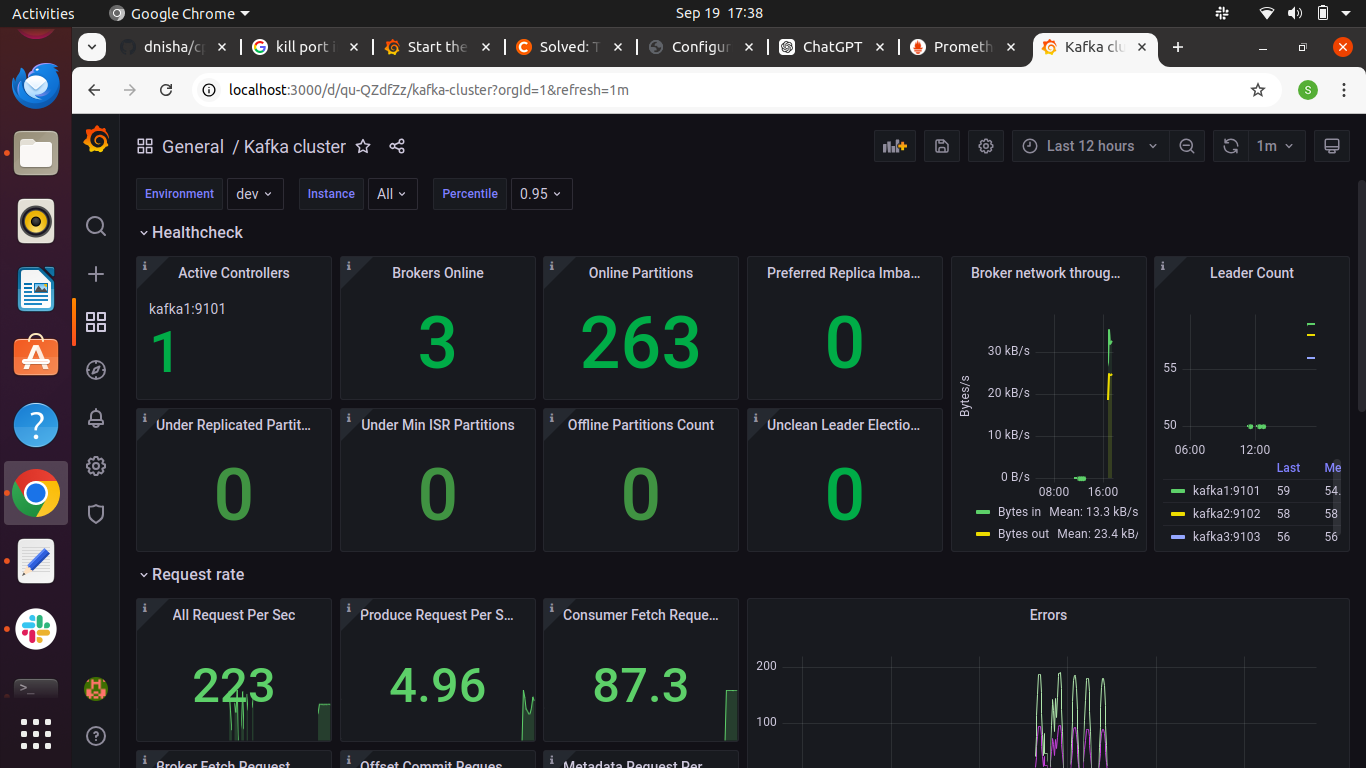 Activities
Google Chrome
Sep 19 17:38
dnisha/cp
kill port i
Start the
Solved: T
Configur
ChatGPT
Prometh
Kafka clu
localhost:3000/d/qu-QZdfZz/kafka-cluster?orgId=1&refresh=1m
S
General / Kafka cluster
Last 12 hours
1m
Environment dev
Instance All
Percentile 0.95
Healthcheck
Active Controllers
kafka1:9101
1
Brokers Online
3
Online Partitions
263
Preferred Replica Imba...
0
Broker network throug...
Bytes/s
30 kB/s
20 kB/s
10 kB/s
0 B/s
08:00 16:00
Bytes in Mean: 13.3 kB/s
Bytes out Mean: 23.4 kB/
Leader Count
55
50
06:00 12:00
Last Me
kafka1:9101 59 54.
kafka2:9102 58 58
kafka3:9103 56 56
Under Replicated Partit...
0
Under Min ISR Partitions
0
Offline Partitions Count
0
Unclean Leader Electio...
0
Request rate
All Request Per Sec
223
Produce Request Per S...
4.96
Consumer Fetch Reque...
87.3
Errors
200
100
Broker Fetch Request
Offset Commit Reques
Metadata Request Per